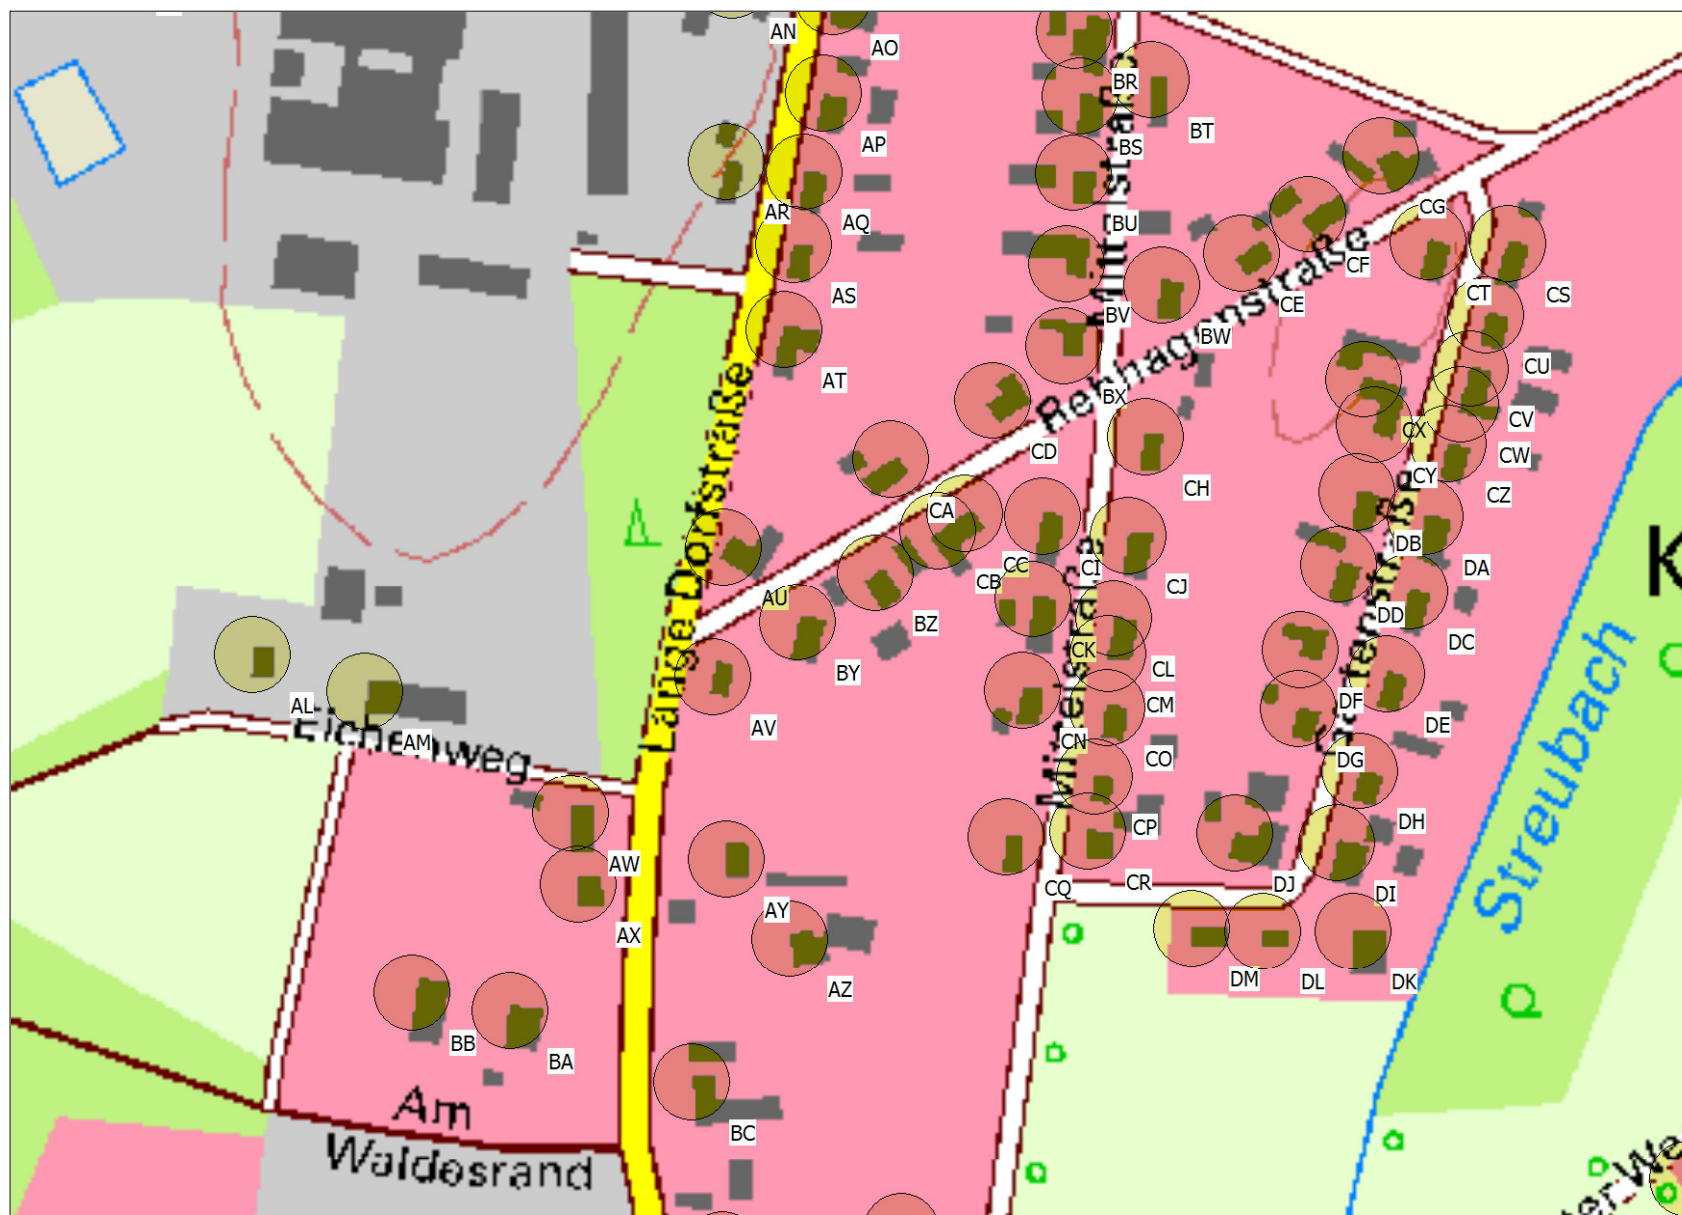 AN
AO
BR
AP
BS
BT
AR
AQ
BU
CG
CF
AS
CE
CT
CS
BV
BW
AT
BX
CU
CV
CD
CX
CW
CY
CZ
CH
CA
CC
CB
CI
DB
DA
CJ
AU
BZ
DD
DC
CK
CL
BY
CM
DF
DE
AV
CN
CO
DG
AL
AM
CP
DH
AW
CQ
CR
DJ
DI
AX
AY
AZ
DM
DL
DK
BB
BA
BC
Lange Dorfstraße
Mittelstraße
Rehhagenstraße
Mittelstraße
Gartenstraße
Streubach
Eichenweg
Am
Waldesrand
K